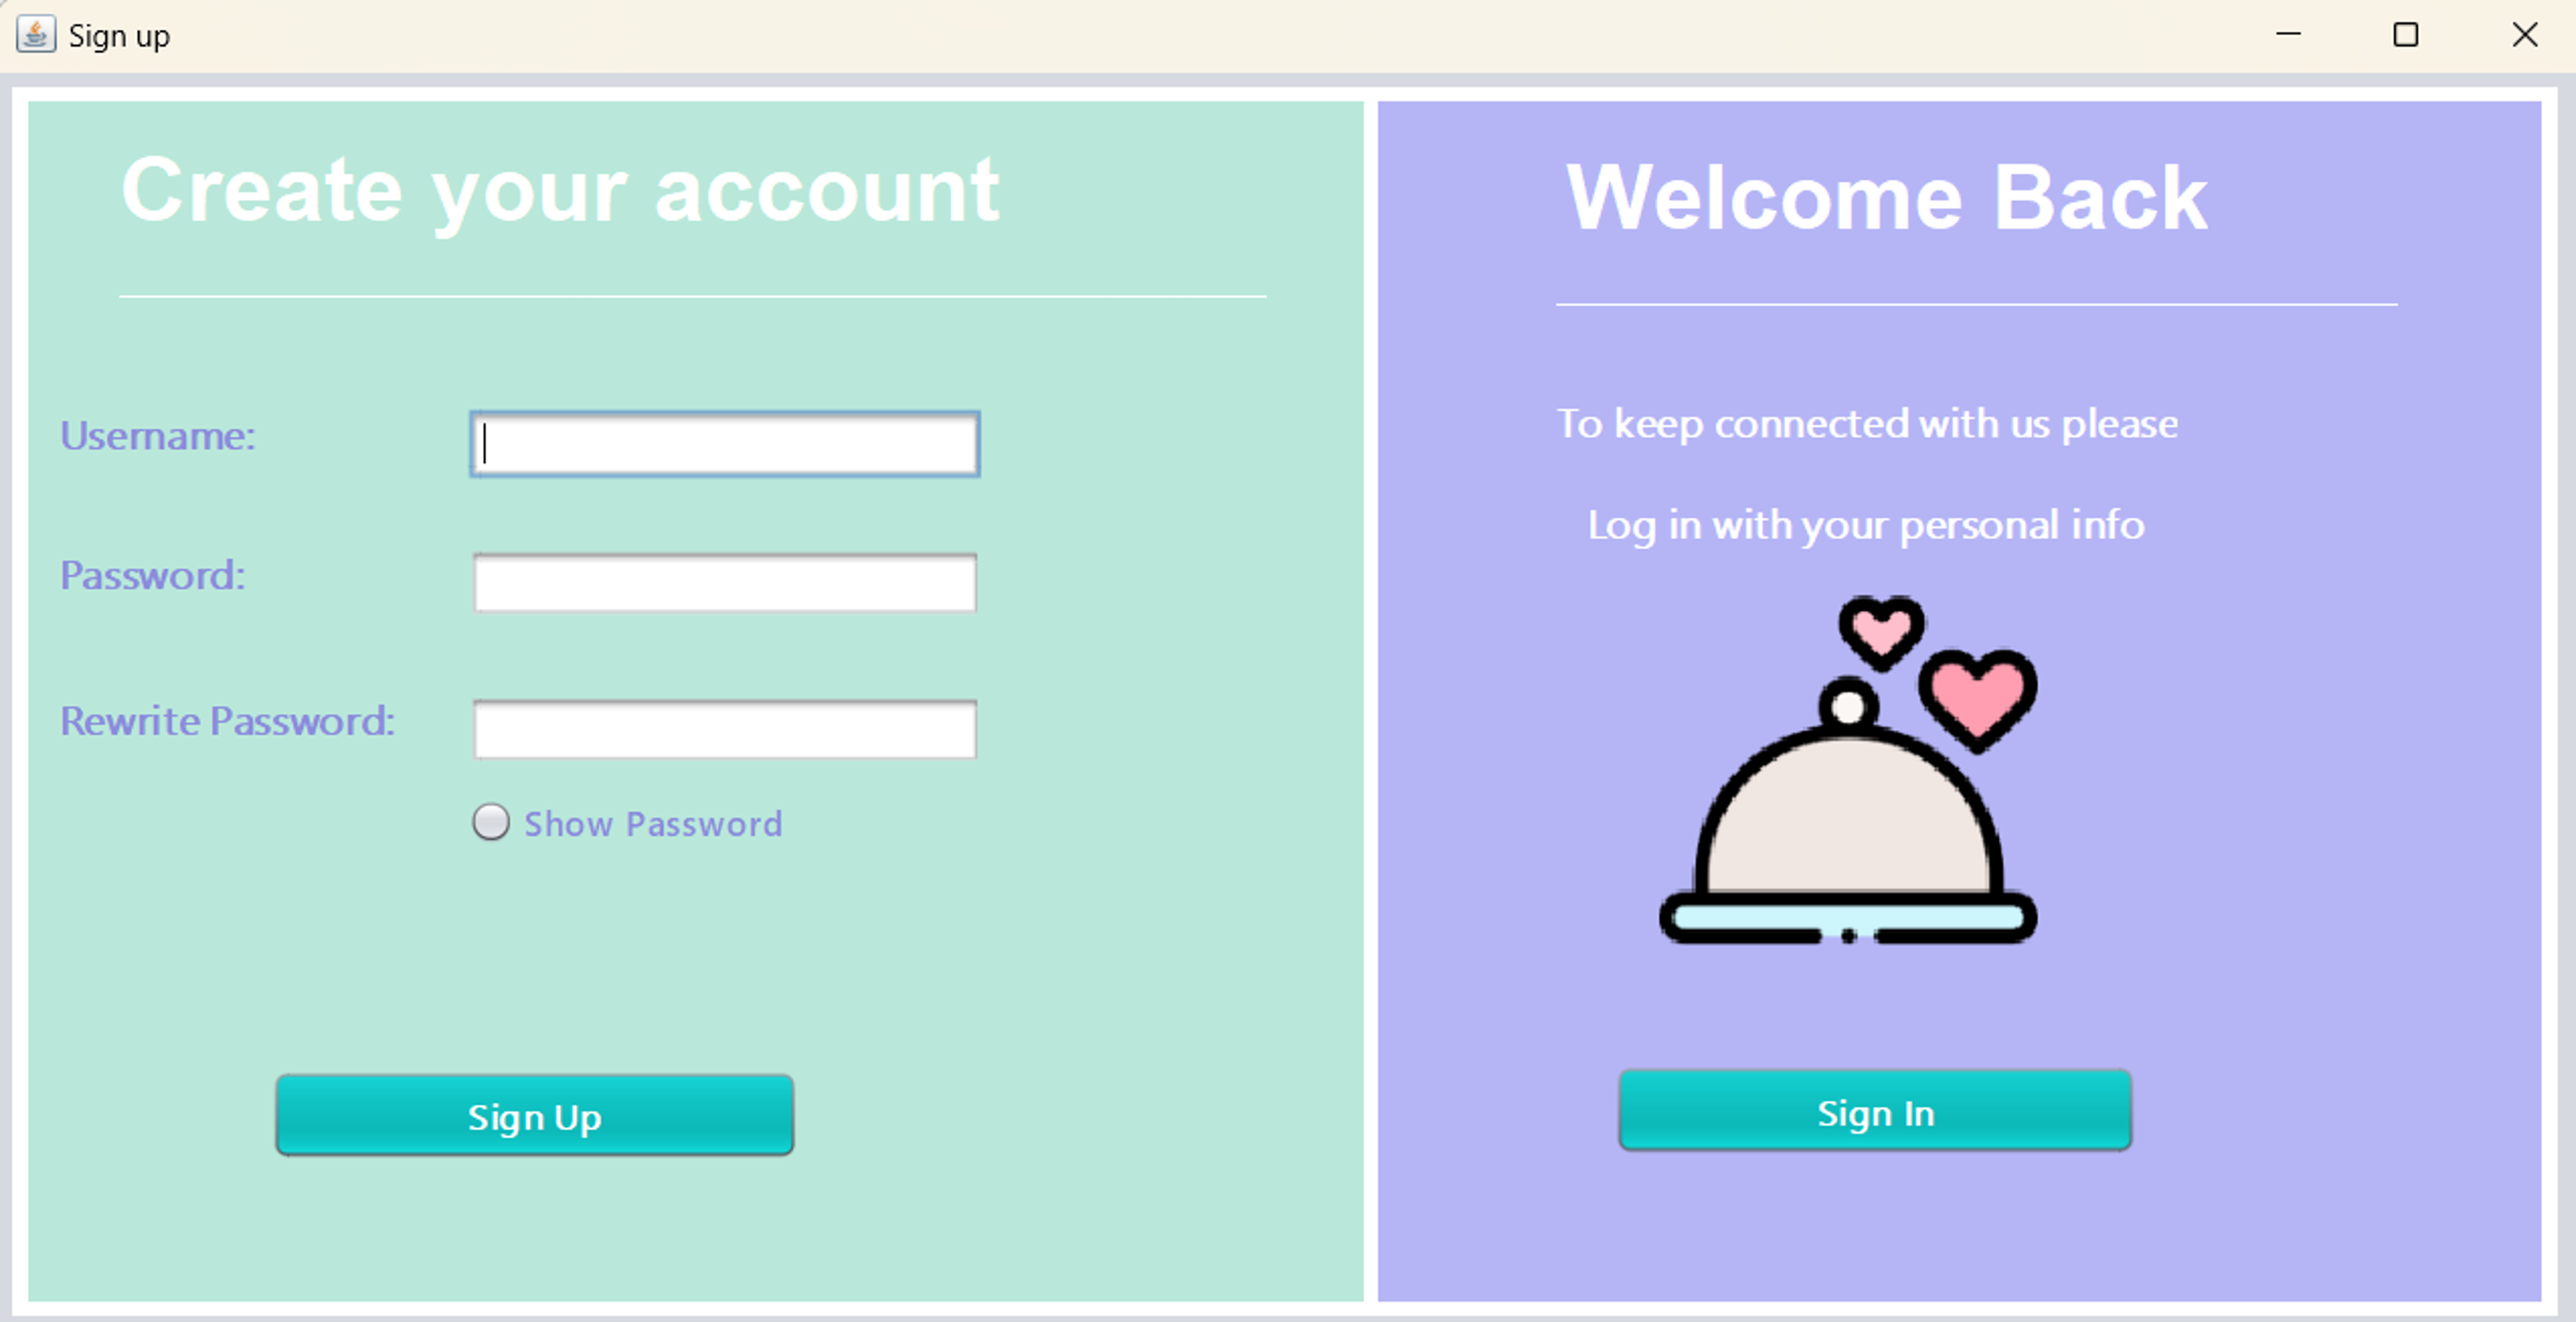 Sign up
Create your account
Username:
Password:
Rewrite Password:
Show Password
Sign Up
Welcome Back
To keep connected with us please
Log in with your personal info
Sign In